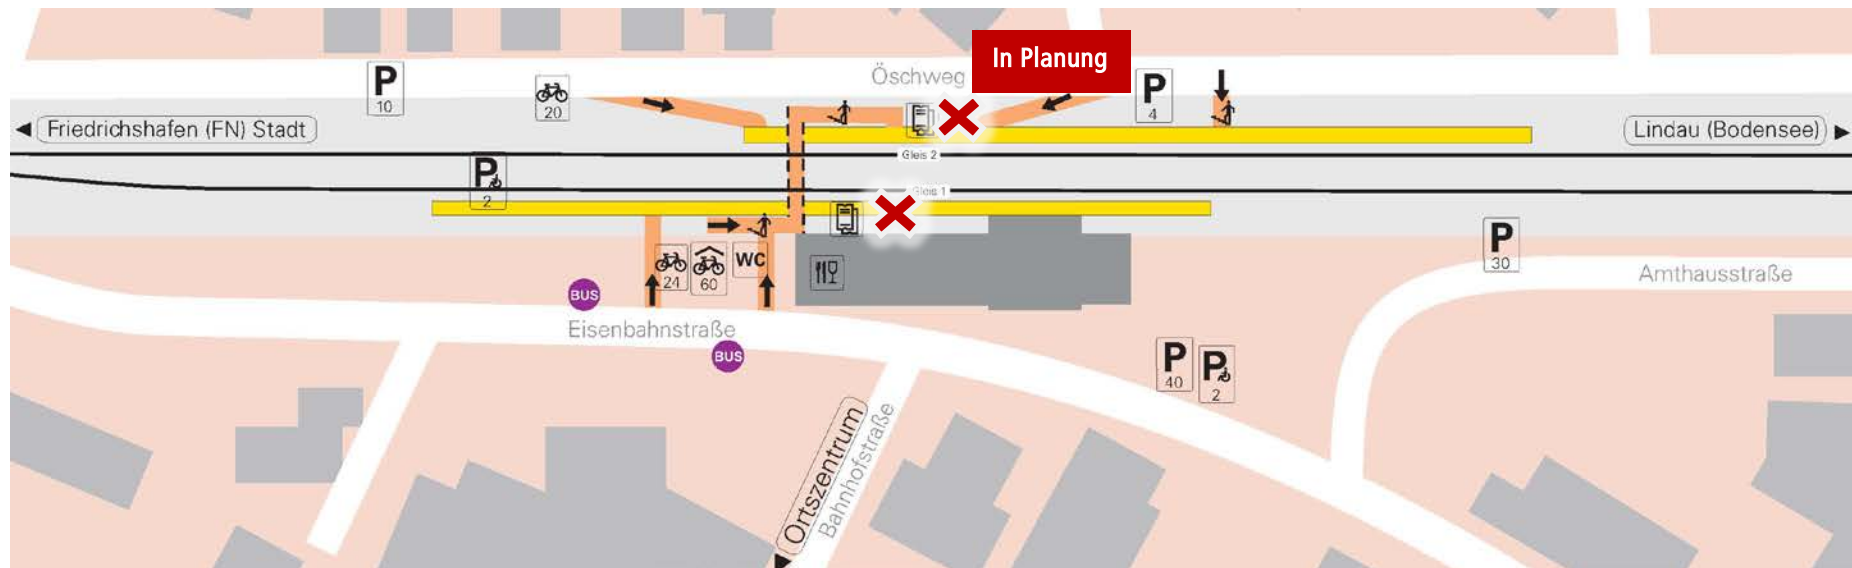 In Planung
Öschweg
P
10
20
P
4
Friedrichshafen (FN) Stadt
Lindau (Bodensee)
Gleis 2
P
2
Gleis 1
P
30
24
60
WC
Amthausstraße
BUS
Eisenbahnstraße
BUS
P
40
P
2
Ortszentrum
Bahnhofstraße